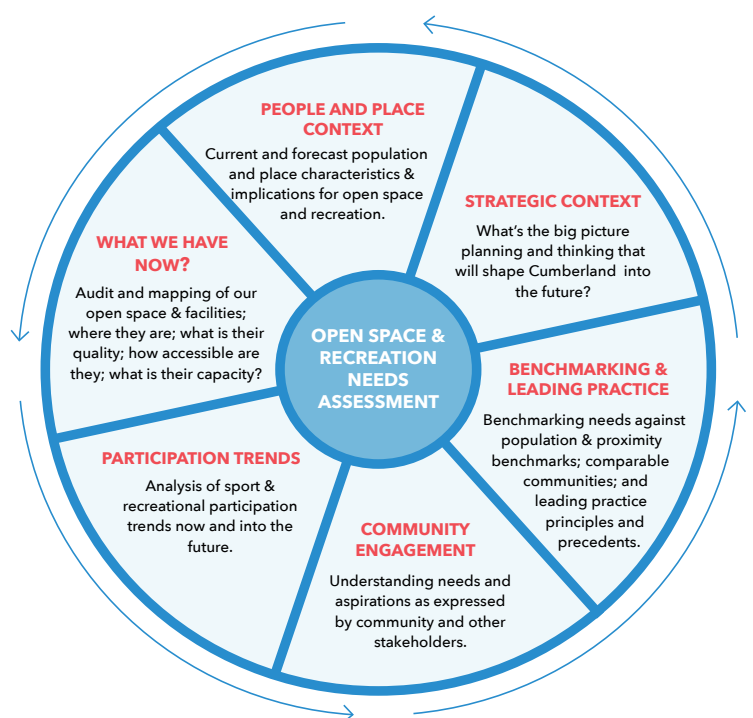 PEOPLE AND PLACE
CONTEXT
Current and forecast population
and place characteristics &
implications for open space
and recreation.
STRATEGIC CONTEXT
What's the big picture
planning and thinking that
will shape Cumberland into
the future?
WHAT WE HAVE
NOW?
Audit and mapping of our
open space & facilities;
where they are; what is their
quality; how accessible are
they; what is their capacity?
OPEN SPACE &
RECREATION
NEEDS
ASSESSMENT
BENCHMARKING &
LEADING PRACTICE
Benchmarking needs against
population & proximity
benchmarks; comparable
communities; and
leading practice
principles and
precedents.
PARTICIPATION TRENDS
Analysis of sport &
recreational participation
trends now and into the
future.
COMMUNITY
ENGAGEMENT
Understanding needs and
aspirations as expressed
by community and other
stakeholders.